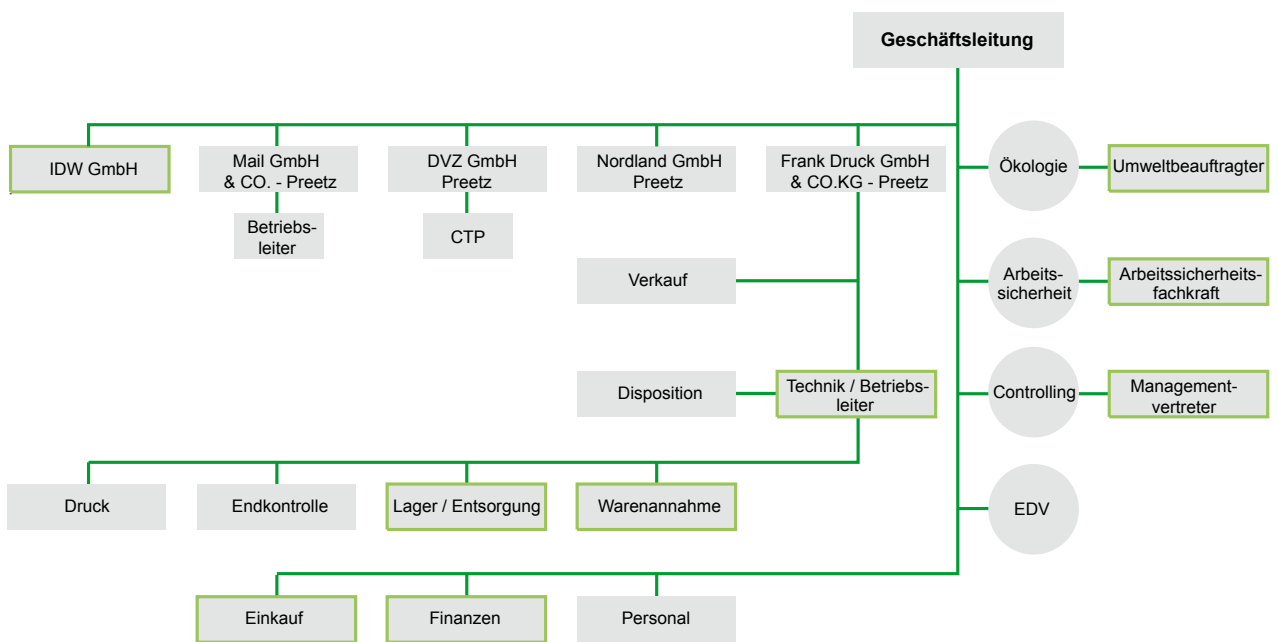 Geschäftsleitung
IDW GmbH
Mail GmbH
& CO. - Preetz
DVZ GmbH
Preetz
Nordland GmbH
Preetz
Frank Druck GmbH
& CO.KG - Preetz
Ökologie
Umweltbeauftragter
Betriebs-
leiter
CTP
Verkauf
Arbeits-
sicherheit
Arbeitssicherheits-
fachkraft
Disposition
Technik / Betriebs-
leiter
Controlling
Management-
vertreter
Druck
Endkontrolle
Lager / Entsorgung
Warenannahme
EDV
Einkauf
Finanzen
Personal